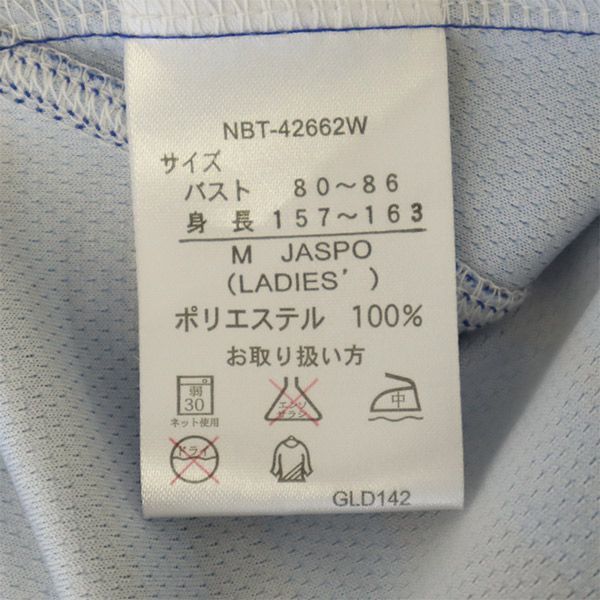 NBT-42662W
サイズ
バスト 80〜86
身長 157〜163
M JASPO
(LADIES')
ポリエステル 100%
お取り扱い方
弱
30
ネット使用
エンソ
サラシ
中
ドライ
GLD142